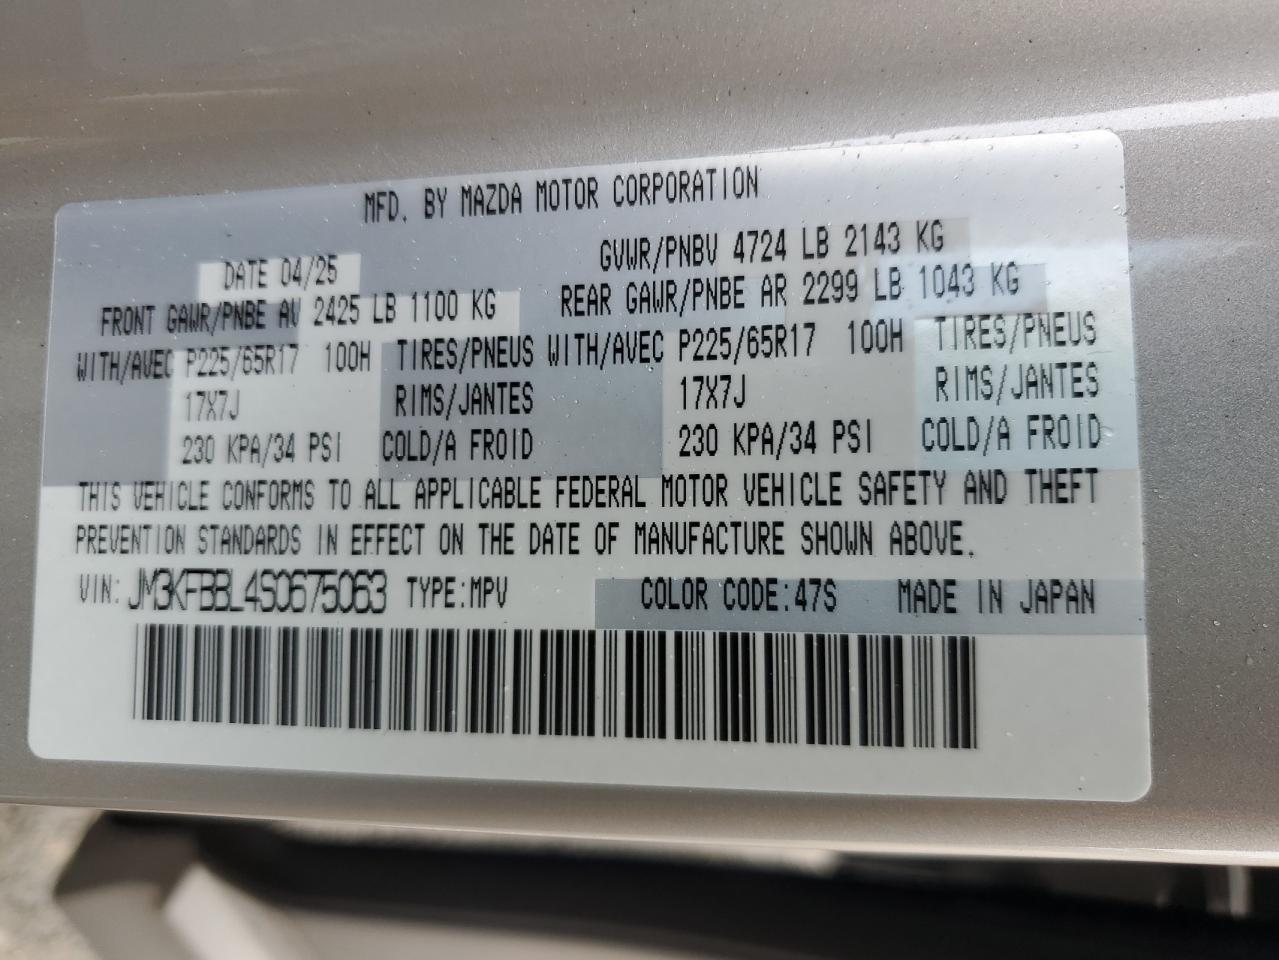 MFD. BY MAZDA MOTOR CORPORATION
DATE 04/25 GVWR/PNBV 4724 LB 2143 KG
FRONT GAWR/PNBE AV 2425 LB 1100 KG REAR GAWR/PNBE AR 2299 LB 1043 KG
WITH/AVEC P225/65R17 100H TIRES/PNEUS WITH/AVEC P225/65R17 100H TIRES/PNEUS
17X7J RIMS/JANTES 17X7J RIMS/JANTES
230 KPA/34 PSI COLD/A FROID 230 KPA/34 PSI COLD/A FROID
THIS VEHICLE CONFORMS TO ALL APPLICABLE FEDERAL MOTOR VEHICLE SAFETY AND THEFT
PREVENTION STANDARDS IN EFFECT ON THE DATE OF MANUFACTURE SHOWN ABOVE.
VIN: JM3KFBBL4S0675063 TYPE:MPV COLOR CODE:47S MADE IN JAPAN